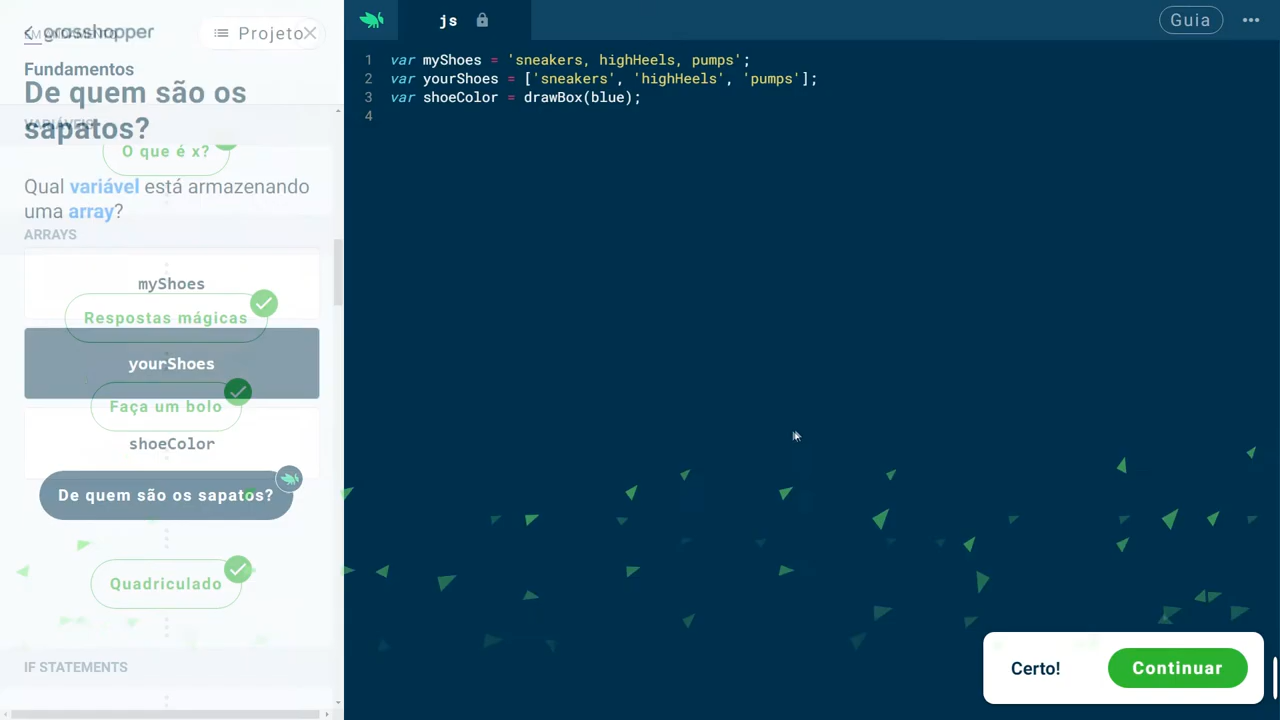 grasshopper
Projeto
Fundamentos
De quem são os
sapatos?
VARIÁVEIS
O que é x?
Qual variável está armazenando
uma array?
ARRAYS
myShoes
Respostas mágicas
yourShoes
Faça um bolo
shoeColor
De quem são os sapatos?
Quadriculado
IF STATEMENTS
js
Guia
1 var myShoes = 'sneakers, highHeels, pumps';
2 var yourShoes = ['sneakers', 'highHeels', 'pumps'];
3 var shoeColor = drawBox(blue);
4
Certo!
Continuar